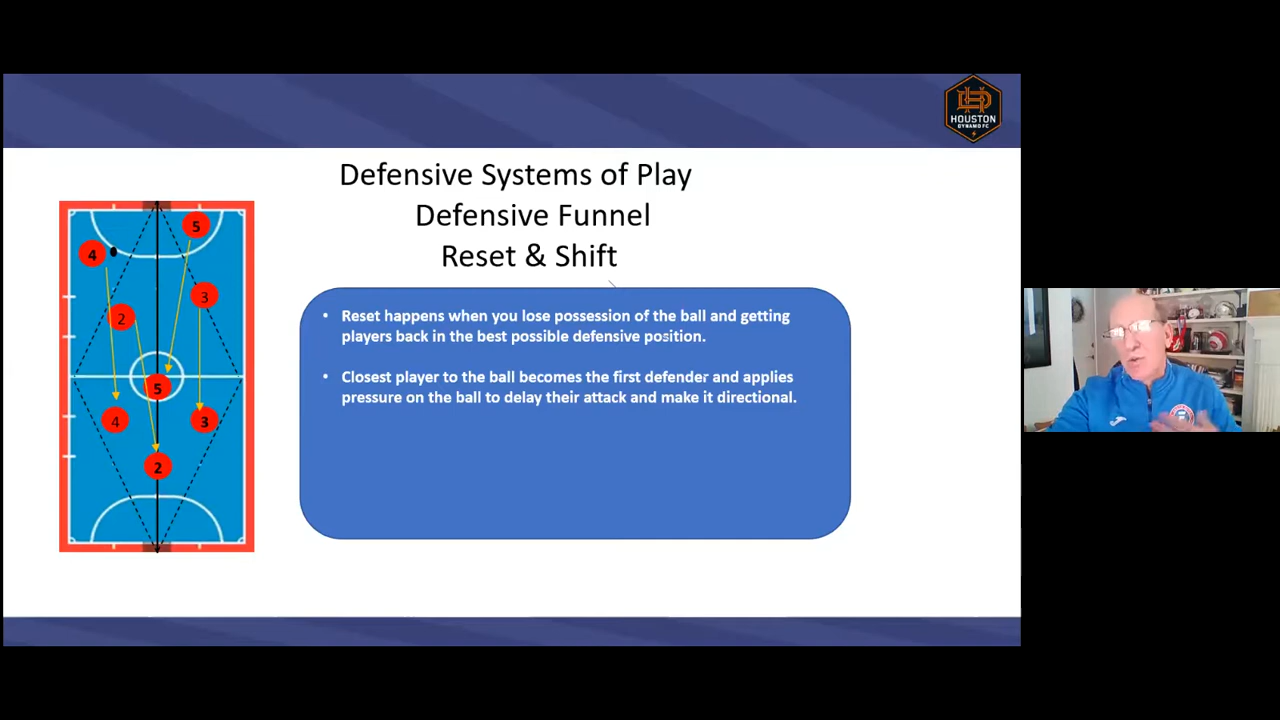 HOUSTON
DYNAMO FC
Defensive Systems of Play
Defensive Funnel
Reset & Shift
5
4
3
2
5
4
3
2
• Reset happens when you lose possession of the ball and getting
players back in the best possible defensive position.
• Closest player to the ball becomes the first defender and applies
pressure on the ball to delay their attack and make it directional.